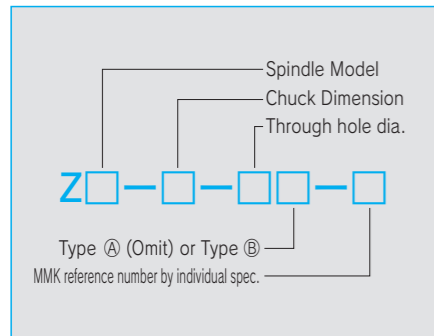 Spindle Model
Chuck Dimension
Through hole dia.
Z□－□－□□－□
Type Ⓐ (Omit) or Type Ⓑ
MMK reference number by individual spec.